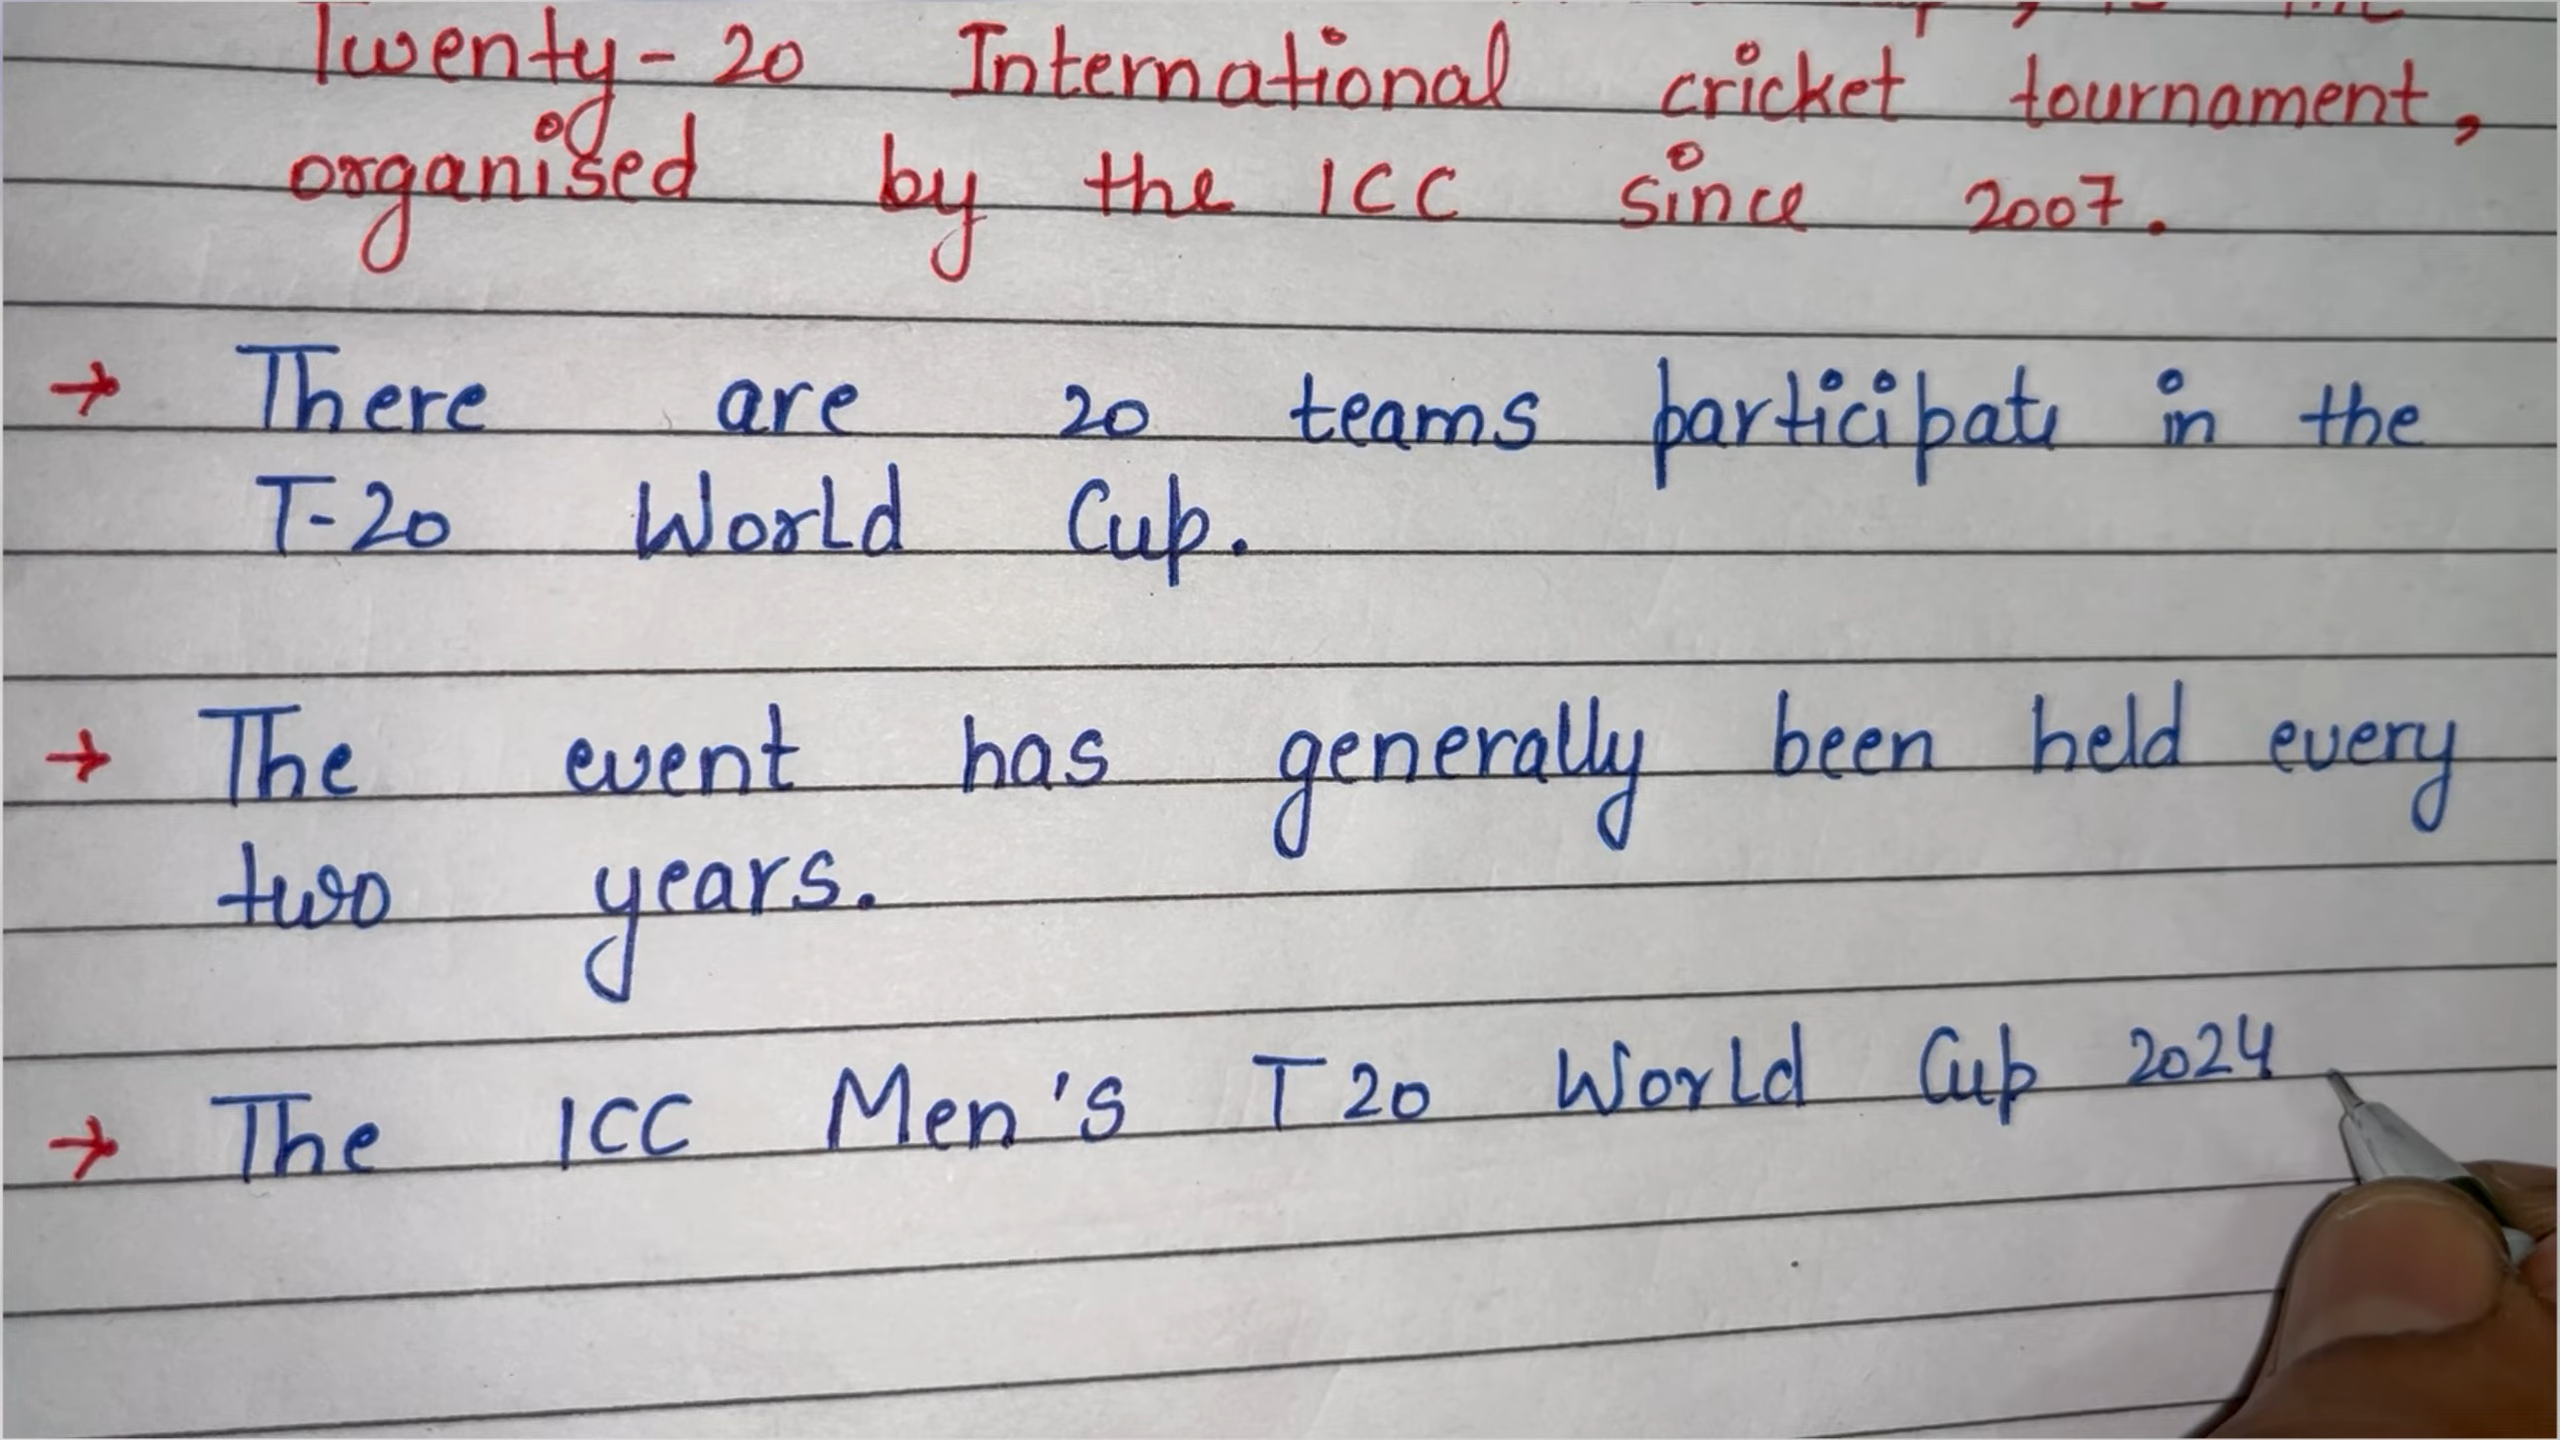 Twenty-20 International cricket tournament,
organised by the ICC since 2007.
→ There are 20 teams participate in the
T-20 World Cup.
→ The event has generally been held every
two years.
→ The ICC Men's T20 World Cup 2024